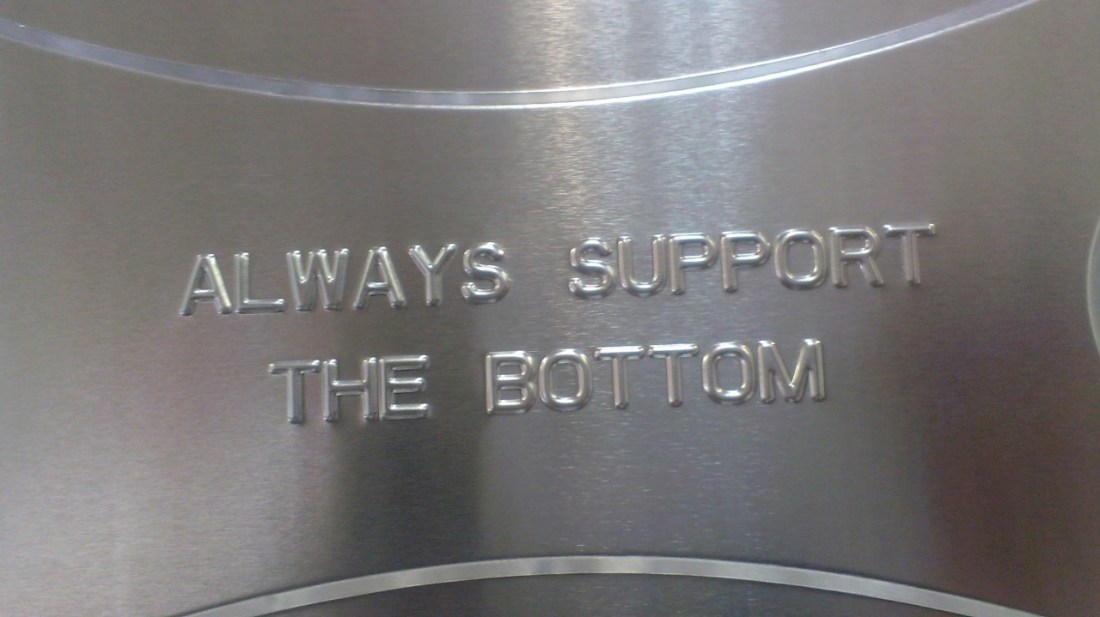 ALWAYS SUPPORT
THE BOTTOM